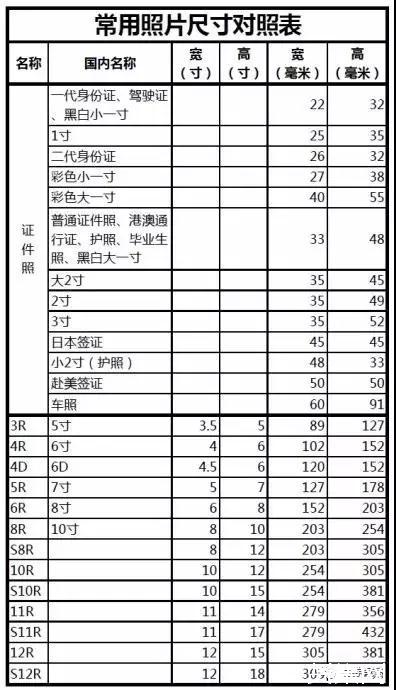 常用照片尺寸对照表
名称 国内名称 宽（寸） 高（寸） 宽（毫米） 高（毫米）
证件照
一代身份证、驾驶证、黑白小一寸 22 32
1寸 25 35
二代身份证 26 32
彩色小一寸 27 38
彩色大一寸 40 55
普通证件照、港澳通行证、护照、毕业生照、黑白大一寸 33 48
大2寸 35 45
2寸 35 49
3寸 35 52
日本签证 45 45
小2寸（护照） 48 33
赴美签证 50 50
车照 60 91
3R 5寸 3.5 5 89 127
4R 6寸 4 6 102 152
4D 6D 4.5 6 120 152
5R 7寸 5 7 127 178
6R 8寸 6 8 152 203
8R 10寸 8 10 203 254
S8R 8 12 203 305
10R 10 12 254 305
S10R 10 15 254 381
11R 11 14 279 356
S11R 11 17 279 432
12R 12 15 305 381
S12R 12 18